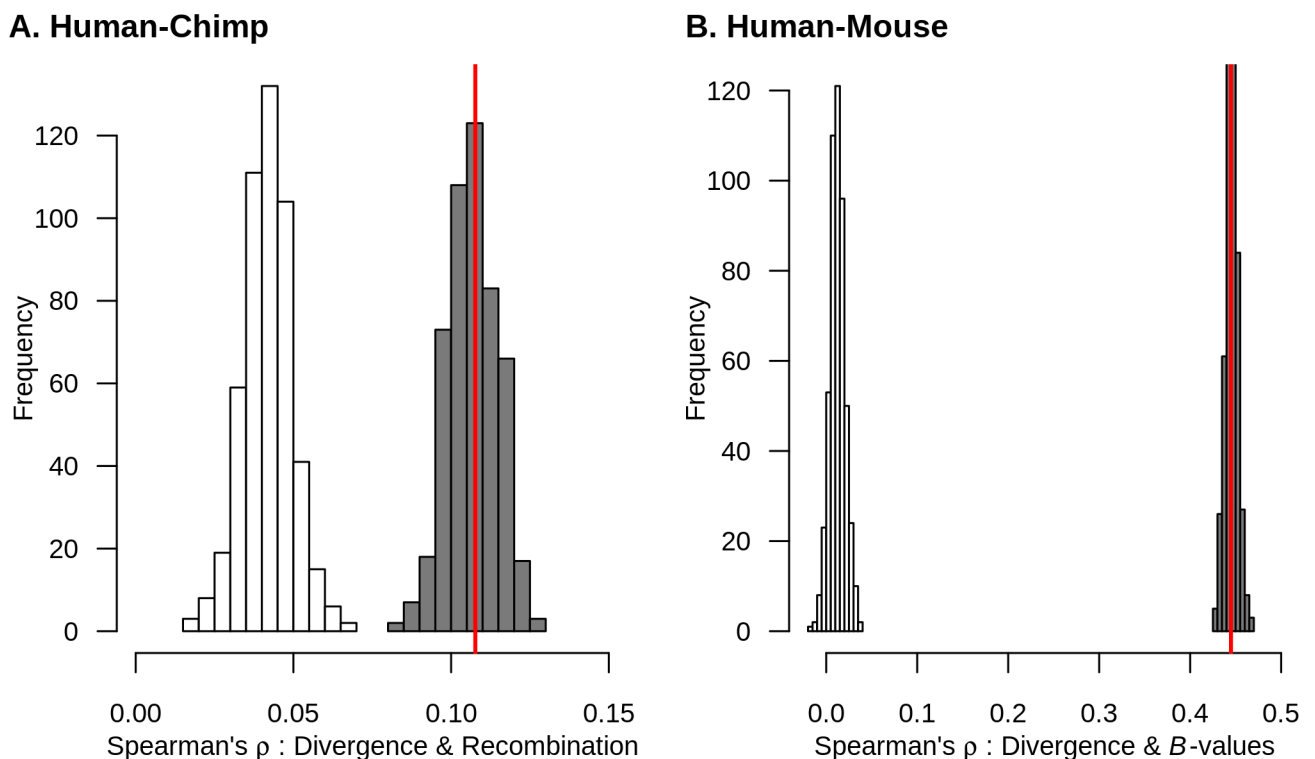 A. Human-Chimp
Frequency
120
100
80
60
40
20
0
0.00 0.05 0.10 0.15
Spearman's ρ : Divergence & Recombination
B. Human-Mouse
Frequency
120
100
80
60
40
20
0
0.0 0.1 0.2 0.3 0.4 0.5
Spearman's ρ : Divergence & B-values